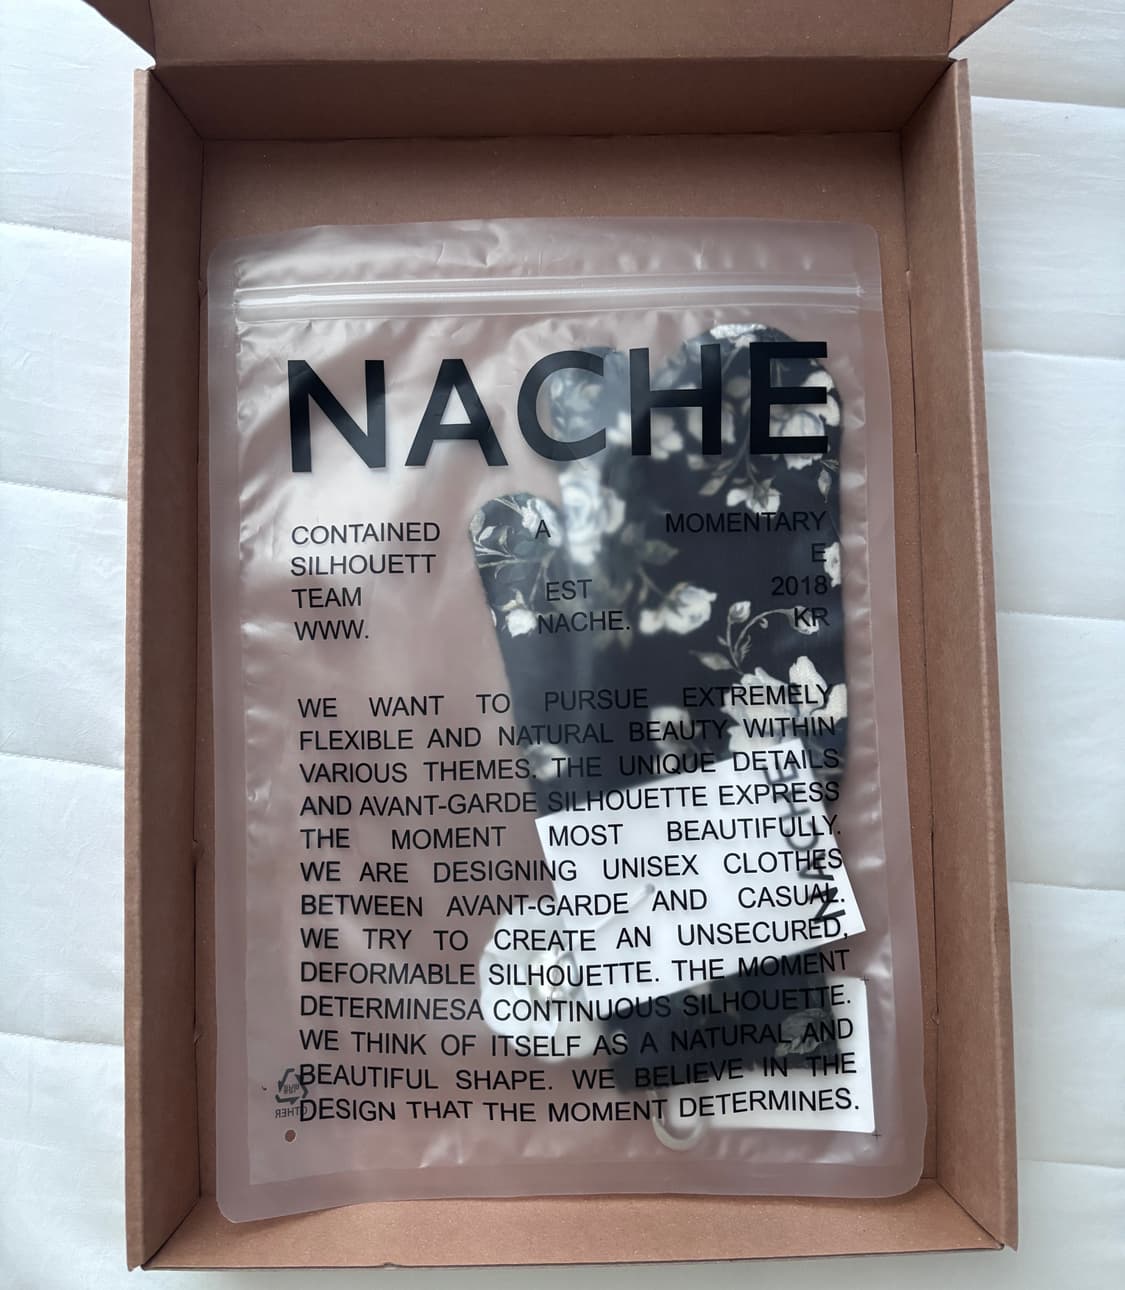 NACHE
CONTAINED A MOMENTARY
SILHOUETT E
TEAM EST 2018
WWW. NACHE. KR
WE WANT TO PURSUE EXTREMELY
FLEXIBLE AND NATURAL BEAUTY WITHIN
VARIOUS THEMES. THE UNIQUE DETAILS
AND AVANT-GARDE SILHOUETTE EXPRESS
THE MOMENT MOST BEAUTIFULLY.
WE ARE DESIGNING UNISEX CLOTHES
BETWEEN AVANT-GARDE AND CASUAL.
WE TRY TO CREATE AN UNSECURED,
DEFORMABLE SILHOUETTE. THE MOMENT
DETERMINESA CONTINUOUS SILHOUETTE.
WE THINK OF ITSELF AS A NATURAL AND
BEAUTIFUL SHAPE. WE BELIEVE IN THE
DESIGN THAT THE MOMENT DETERMINES.
NACHE
OTHER